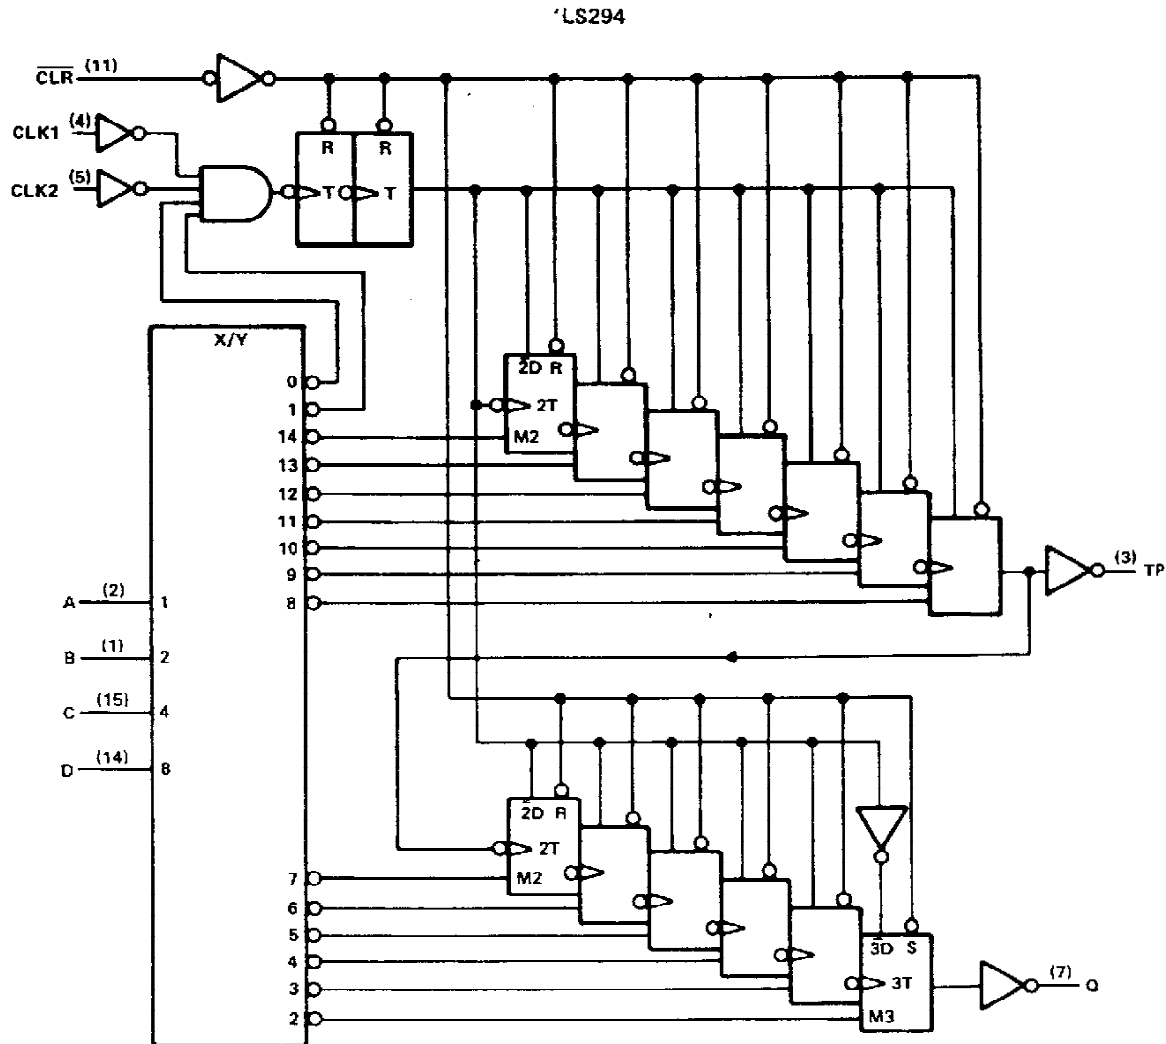 'LS294
CLR (11)
CLK1 (4)
CLK2 (5)
R R
T T
X/Y
0
1
14
13
12
11
10
9
8
2D R
2T
M2
(3) TP
A (2) 1
B (1) 2
C (15) 4
D (14) 8
2D R
2T
M2
7
6
5
4
3
2
3D S
3T
M3
(7) Q